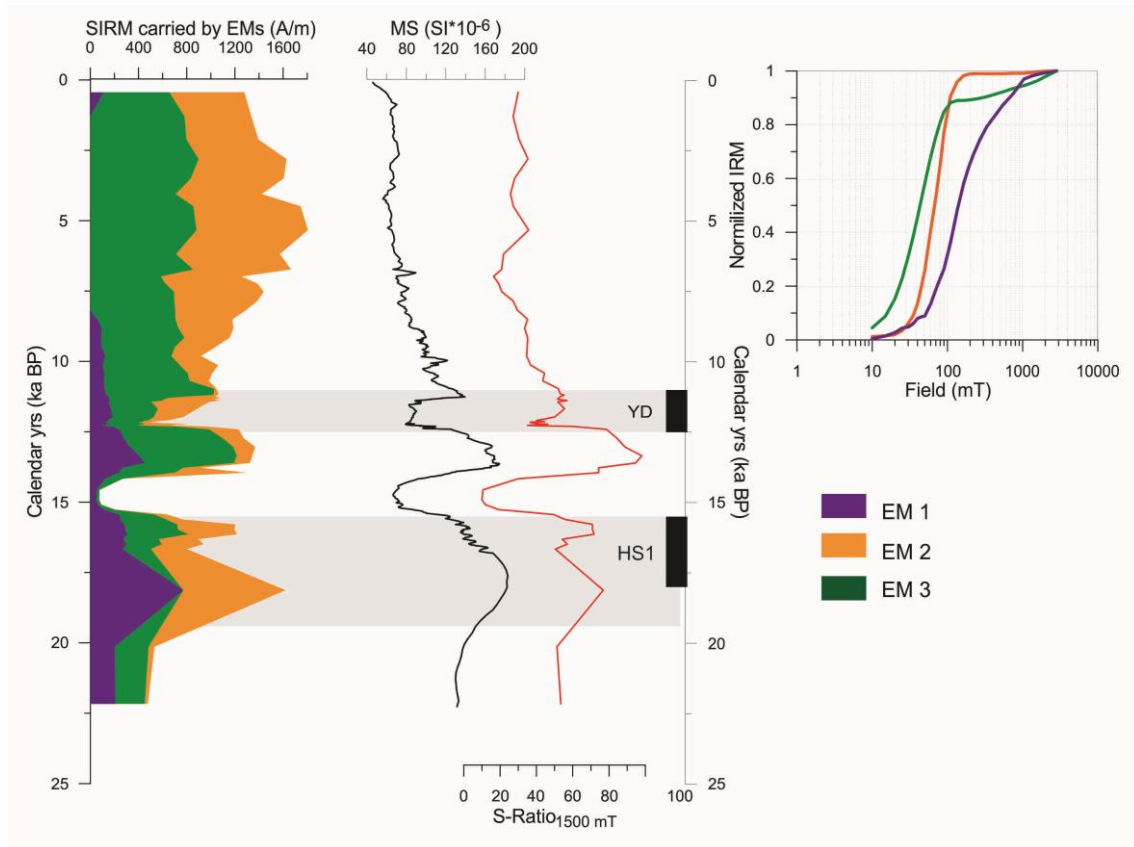 SIRM carried by EMs (A/m)
0 400 800 1200 1600
MS (SI*10-6
40 80 120 160 200
0
5
10
15
20
25
Calendar yrs (ka BP)
0
5
10
15
20
25
Calendar yrs (ka BP)
YD
HS1
0 20 40 60 80 100
S-Ratio1500 mT
1
0.8
0.6
0.4
0.2
0
Normilized IRM
1 10 100 1000 10000
Field (mT)
EM 1
EM 2
EM 3